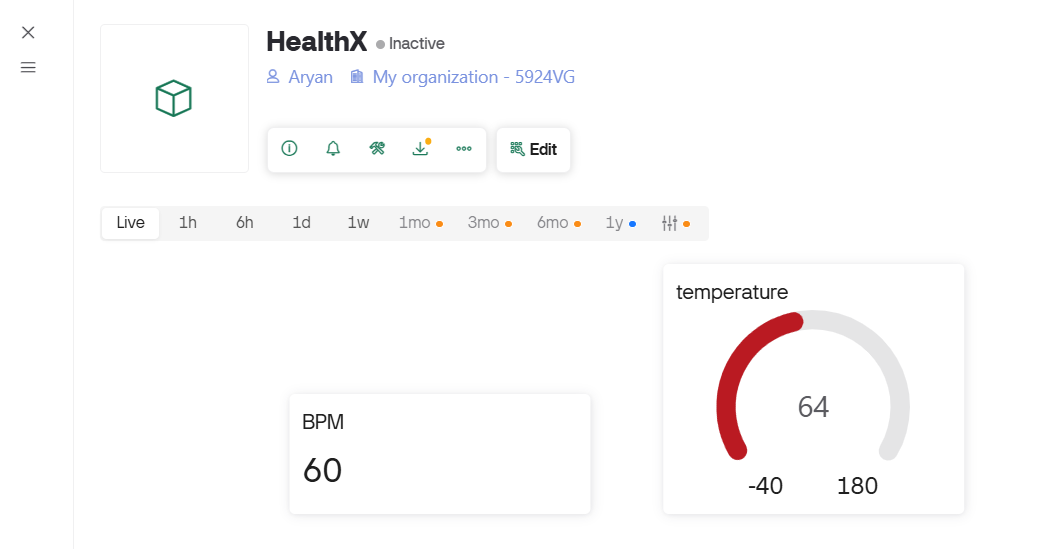 HealthX Inactive
Aryan My organization - 5924VG
Edit
Live 1h 6h 1d 1w 1mo 3mo 6mo 1y
temperature
64
-40 180
BPM
60